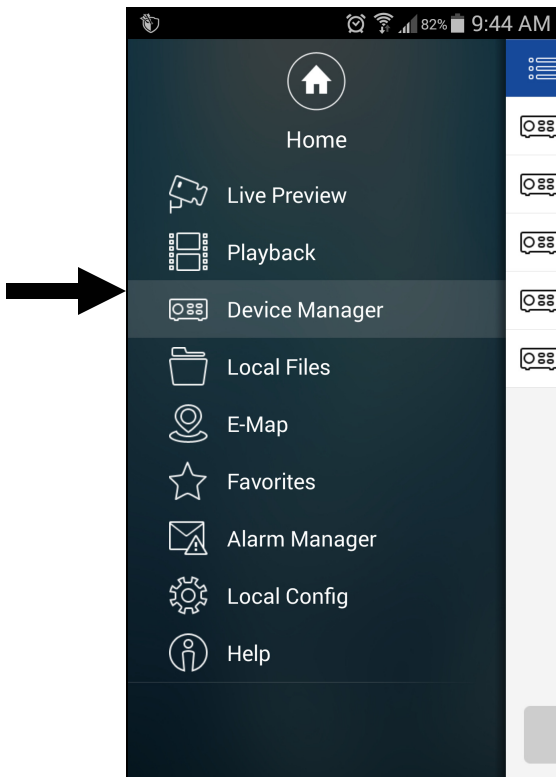 82% 9:44 AM
Home
Live Preview
Playback
Device Manager
Local Files
E-Map
Favorites
Alarm Manager
Local Config
Help